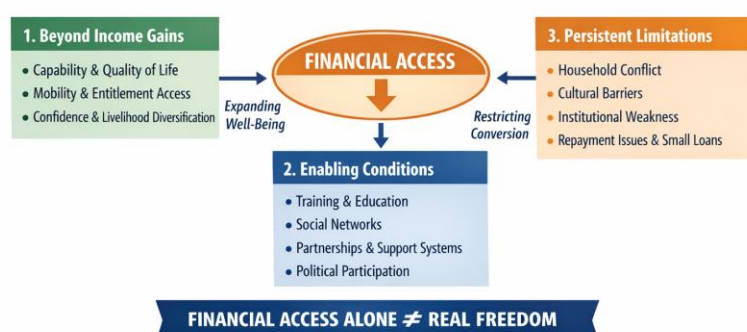 1. Beyond Income Gains
• Capability & Quality of Life
• Mobility & Entitlement Access
• Confidence & Livelihood Diversification
Expanding
Well-Being
FINANCIAL ACCESS
Restricting
Conversion
3. Persistent Limitations
• Household Conflict
• Cultural Barriers
• Institutional Weakness
• Repayment Issues & Small Loans
2. Enabling Conditions
• Training & Education
• Social Networks
• Partnerships & Support Systems
• Political Participation
FINANCIAL ACCESS ALONE ≠ REAL FREEDOM